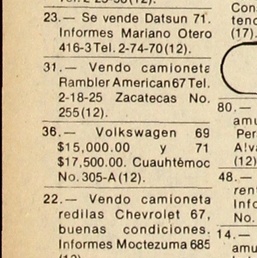 23.— Se vende Datsun 71.
Informes Mariano Otero
416-3 Tel. 2-74-70 (12).
31.— Vendo camioneta
Rambler American 67 Tel.
2-18-25 Zacatecas No.
255 (12).
36.— Volkswagen 69
$15,000.00 y 71
$17,500.00. Cuauhtémoc
No. 305-A (12).
22.— Vendo camioneta
redilas Chevrolet 67,
buenas condiciones.
Informes Moctezuma 685
Con
(17).
80.—
amu
Per
(12)
48.—
No.
14.—
amu